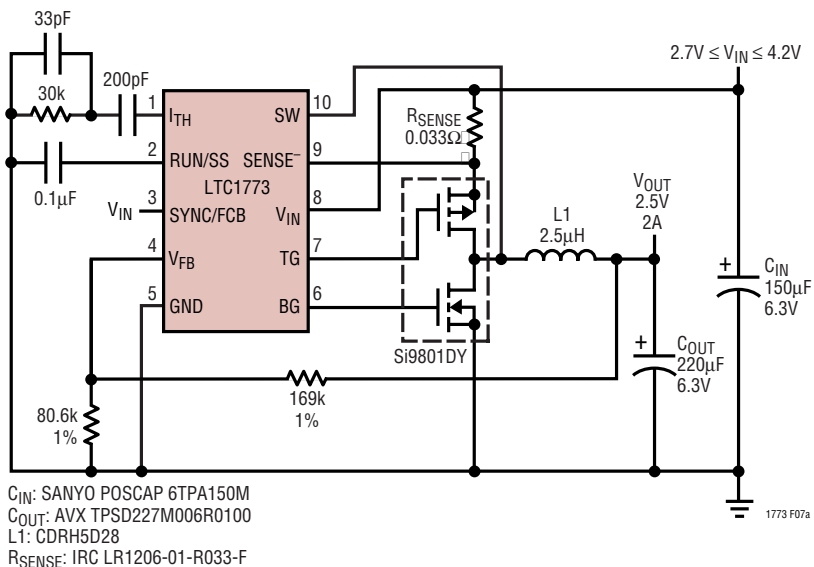 33pF
30k
200pF
2.7V ≤ VIN ≤ 4.2V
1
ITH
SW
10
RSENSE
0.033Ω
2
RUN/SS
SENSE–
9
0.1µF
LTC1773
VIN
3
SYNC/FCB
VIN
8
VOUT
2.5V
2A
L1
2.5µH
4
VFB
TG
7
5
GND
BG
6
Si9801DY
+
CIN
150µF
6.3V
+
COUT
220µF
6.3V
169k
1%
80.6k
1%
CIN: SANYO POSCAP 6TPA150M
COUT: AVX TPSD227M006R0100
L1: CDRH5D28
RSENSE: IRC LR1206-01-R033-F
1773 F07a